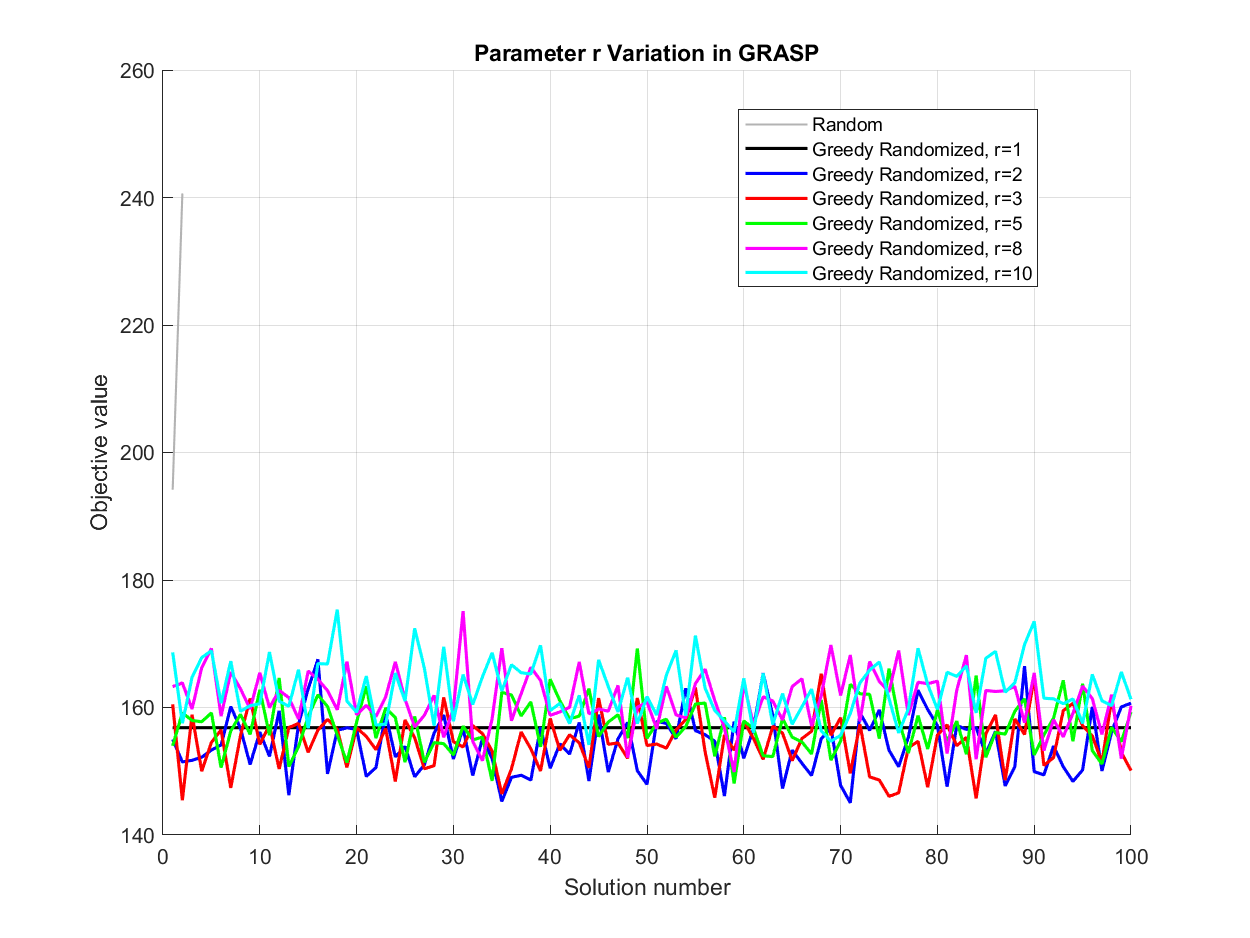 Parameter r Variation in GRASP
260
240
220
200
180
160
140
Objective value
Random
Greedy Randomized, r=1
Greedy Randomized, r=2
Greedy Randomized, r=3
Greedy Randomized, r=5
Greedy Randomized, r=8
Greedy Randomized, r=10
0 10 20 30 40 50 60 70 80 90 100
Solution number